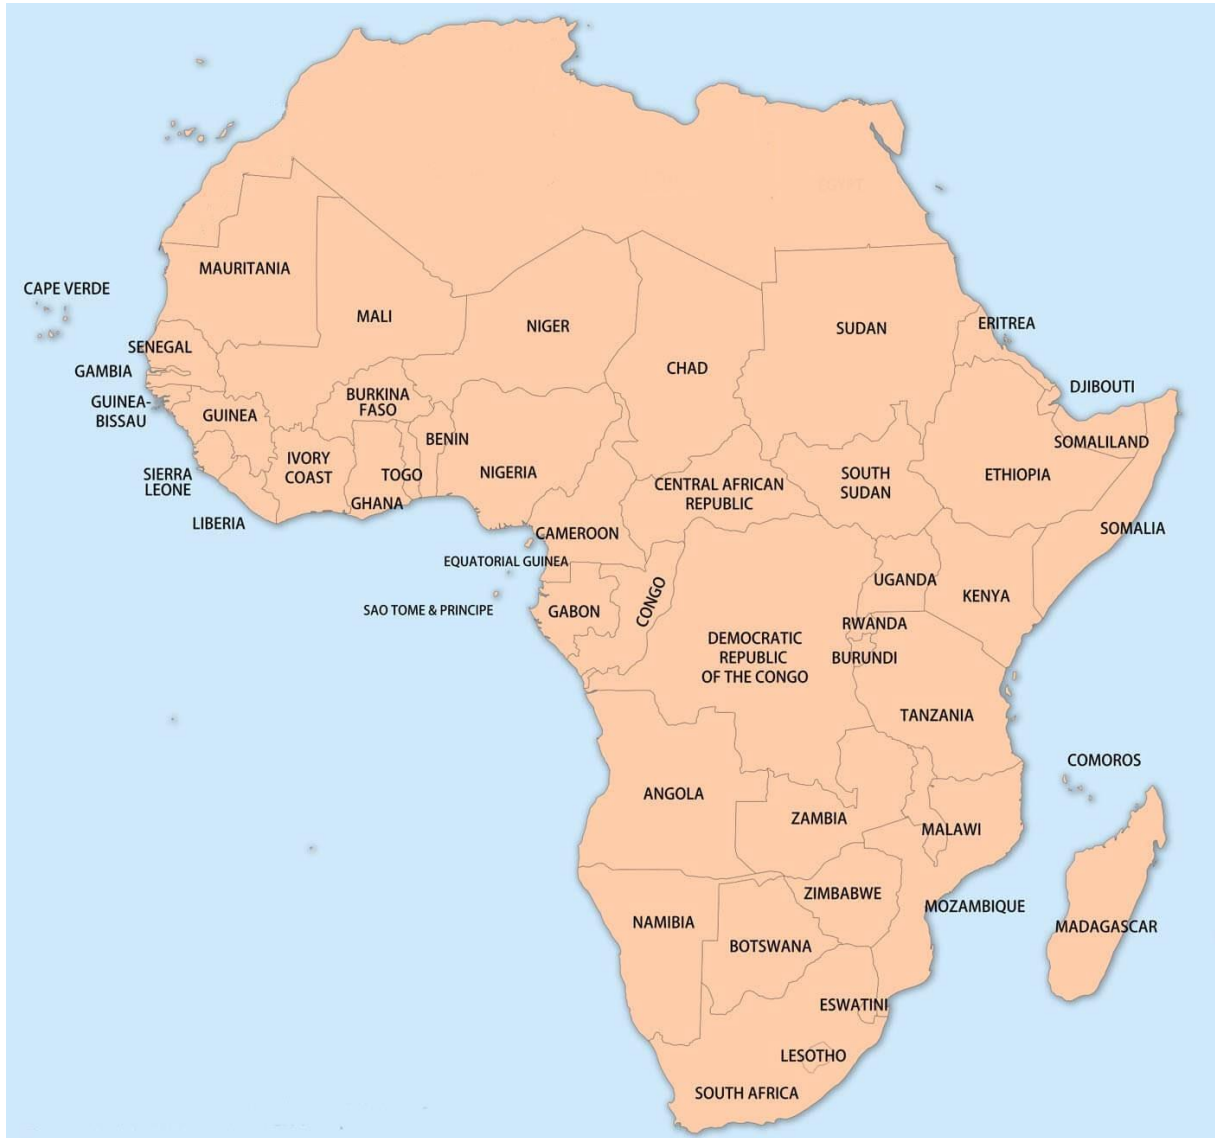 MAURITANIA
CAPE VERDE
MALI
NIGER
SUDAN
ERITREA
SENEGAL
GAMBIA
CHAD
DJIBOUTI
GUINEA-
BISSAU
GUINEA
BURKINA
FASO
BENIN
SOMALILAND
IVORY
COAST
TOGO
NIGERIA
SIERRA
LEONE
GHANA
CENTRAL AFRICAN
REPUBLIC
SOUTH
SUDAN
ETHIOPIA
LIBERIA
CAMEROON
SOMALIA
EQUATORIAL GUINEA
UGANDA
KENYA
SAO TOME & PRINCIPE
GABON
CONGO
RWANDA
DEMOCRATIC
REPUBLIC
OF THE CONGO
BURUNDI
TANZANIA
COMOROS
ANGOLA
ZAMBIA
MALAWI
ZIMBABWE
MOZAMBIQUE
NAMIBIA
BOTSWANA
MADAGASCAR
ESWATINI
LESOTHO
SOUTH AFRICA